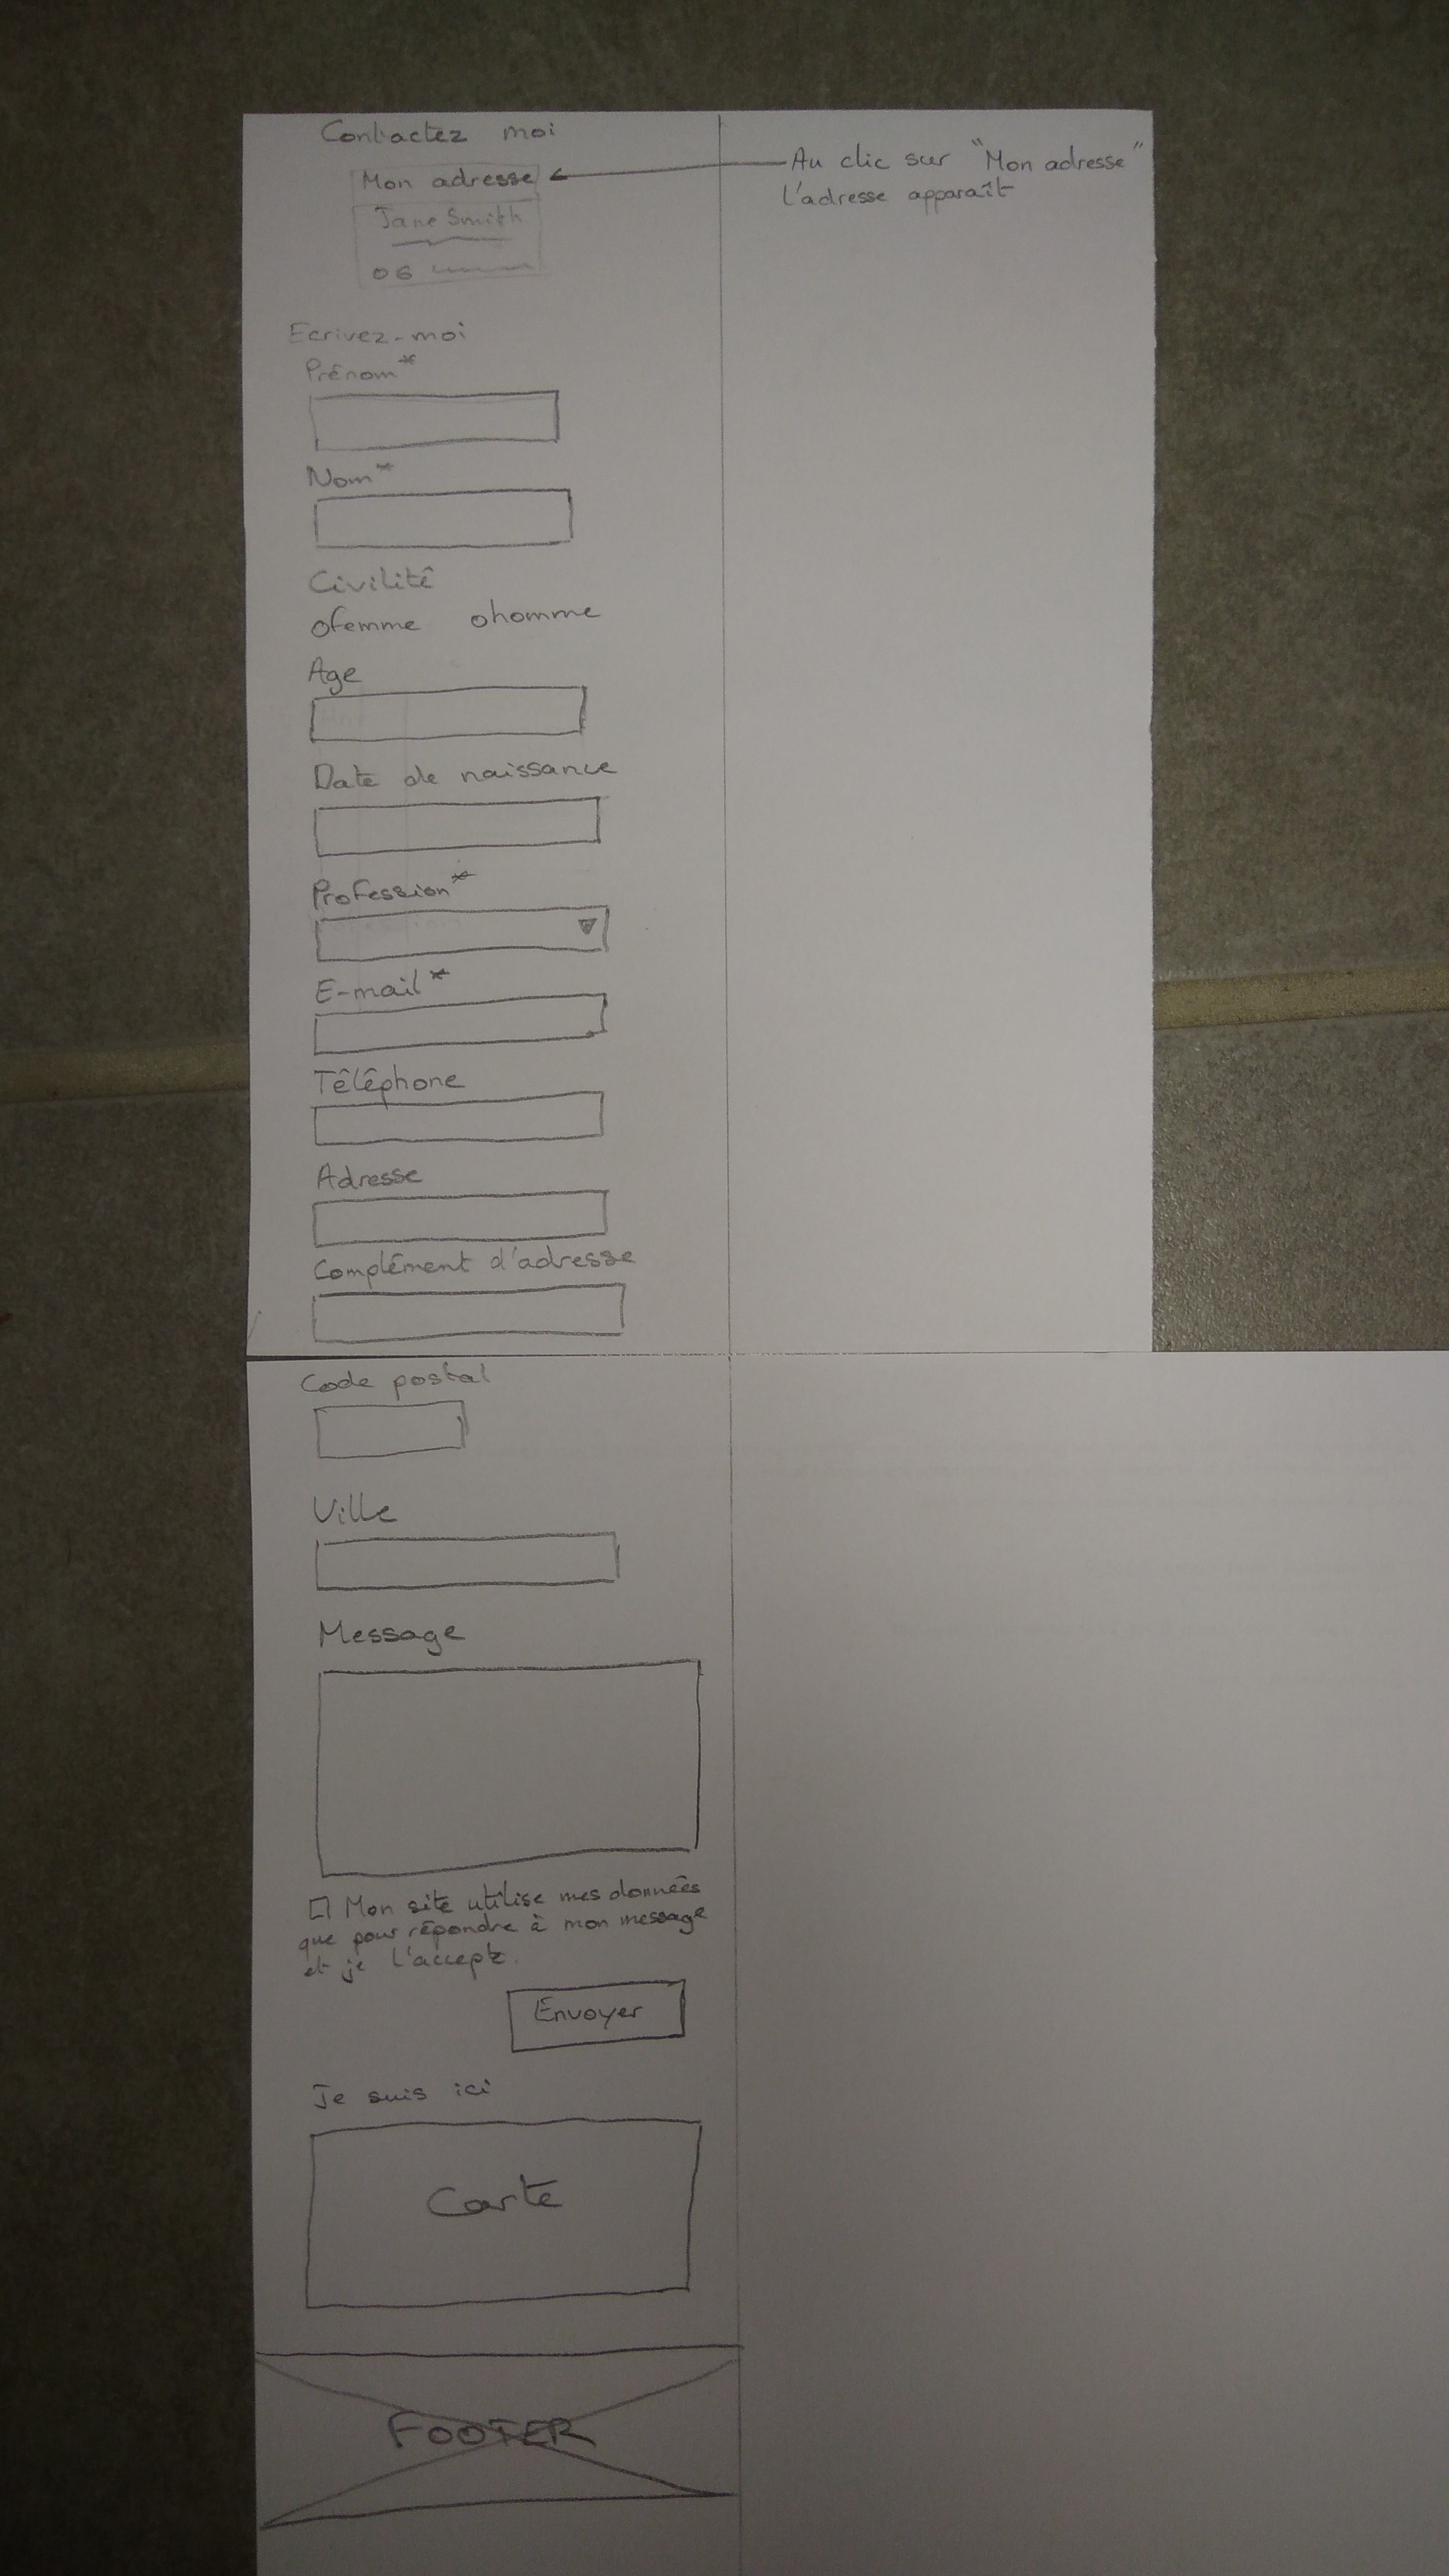 Contactez moi
Mon adresse
Au clic sur "Mon adresse"
l'adresse apparaît
Jane Smith
06
Ecrivez-moi
Prénom*
Nom*
Civilité
femme homme
Age
Date de naissance
Profession*
E-mail*
Téléphone
Adresse
Complément d'adresse
Code postal
Ville
Message
Mon site utilise mes données
que pour répondre à mon message
et je l'accepte.
Envoyer
Je suis ici
Carte
FOOTER